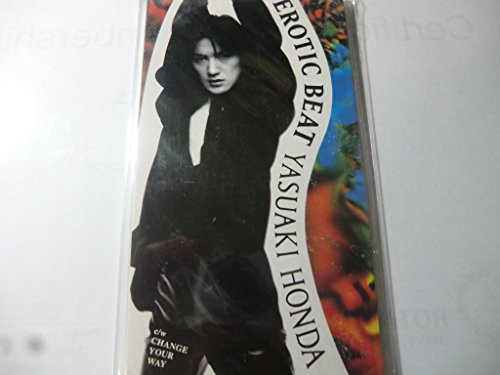 EROTIC BEAT YASUAKI HONDA
c/w
CHANGE
YOUR
WAY